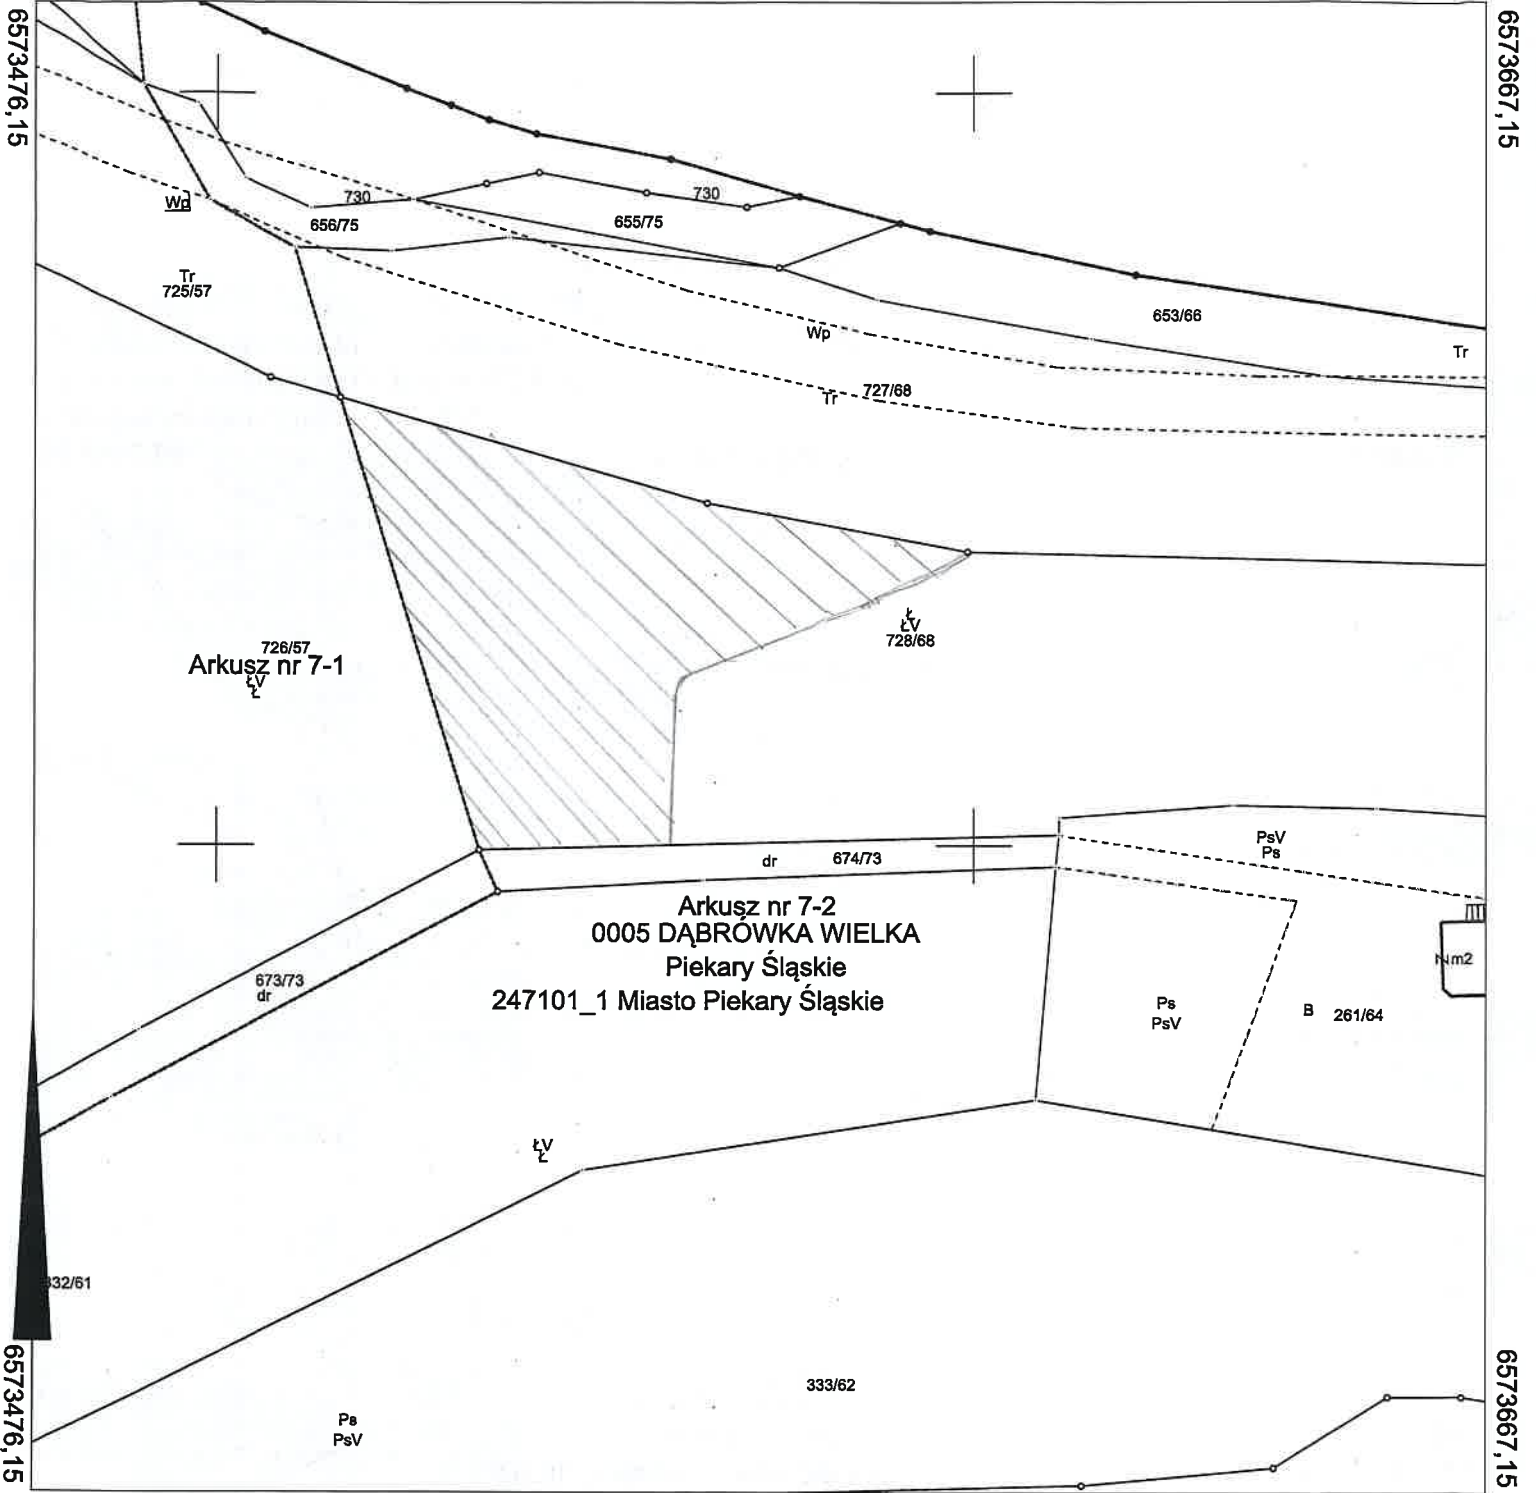 6573476,15
6573667,15
730
730
Wp
656/75
655/75
Tr
725/57
653/66
Wp
Tr
727/68
Tr
Ł
ŁV
728/68
726/57
Arkusz nr 7-1
ŁV
Ł
PsV
Ps
dr 674/73
Arkusz nr 7-2
0005 DĄBRÓWKA WIELKA
Piekary Śląskie
247101_1 Miasto Piekary Śląskie
m2
673/73
dr
Ps
PsV
B 261/64
ŁV
Ł
332/61
333/62
Ps
PsV
6573476,15
6573667,15